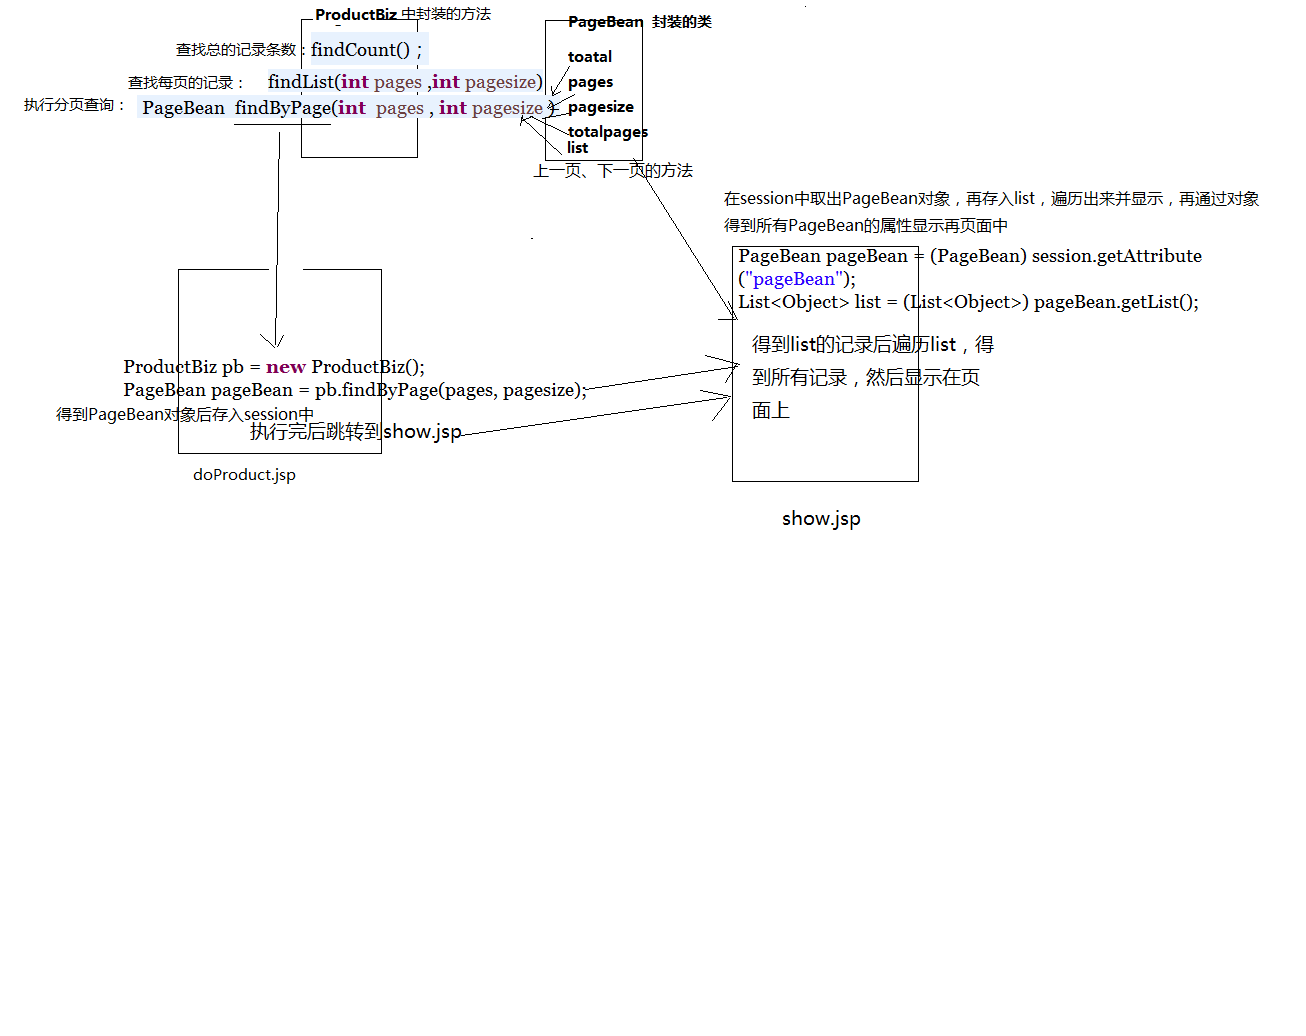 ProductBiz 中封装的方法
查找总的记录条数：findCount()；
查找每页的记录： findList(int pages ,int pagesize)
执行分页查询： PageBean findByPage(int pages , int pagesize )
PageBean 封装的类
toatal
pages
pagesize
totalpages
list
上一页、下一页的方法
在session中取出PageBean对象，再存入list，遍历出来并显示，再通过对象
得到所有PageBean的属性显示再页面中
PageBean pageBean = (PageBean) session.getAttribute
("pageBean");
List<Object> list = (List<Object>) pageBean.getList();
得到list的记录后遍历list，得
到所有记录，然后显示在页
面上
show.jsp
ProductBiz pb = new ProductBiz();
PageBean pageBean = pb.findByPage(pages, pagesize);
得到PageBean对象后存入session中
执行完后跳转到show.jsp
doProduct.jsp